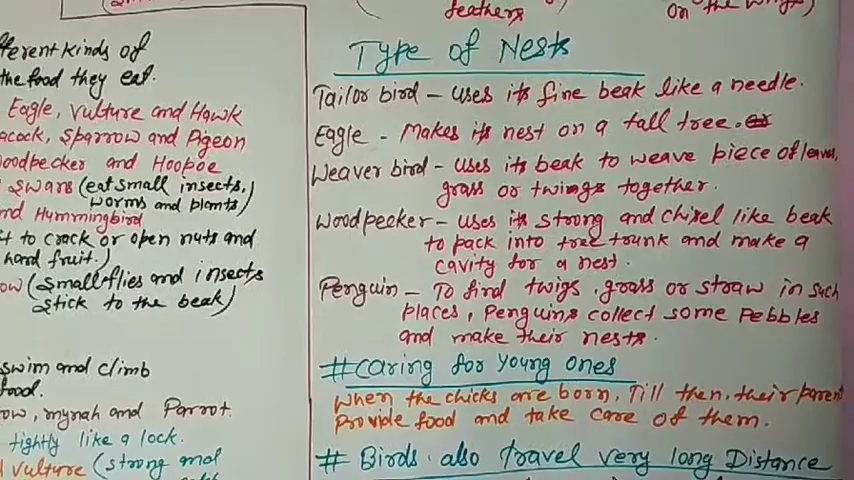 feathers
on the wings)
fferent kinds of
the food they eat.
Eagle, vulture and Hawk
acock, Sparrow and Pigeon
oodpecker and Hoopoe
swans (eat small insects,
worms and plants)
nd Hummingbird
t to crack or open nuts and
hard fruit.)
ow (small flies and insects
stick to the beak)
swim and climb
food.
ow, mynah and Parrot.
tightly like a lock.
vulture (strong and
Type of Nests
Tailor bird - uses its fine beak like a needle.
Eagle - Makes its nest on a tall tree.
Weaver bird - uses its beak to weave piece of leaves,
grass or twings together.
Woodpecker - uses its strong and chisel like beak
to pack into tree trunk and make a
cavity for a nest.
Penguin - To find twigs, grass or straw in such
places, Penguins collect some Pebbles
and make their nests.
#Caring for young ones
When the chicks are born, Till then, their parent
Provide food and take care of them.
# Birds also travel very long Distance